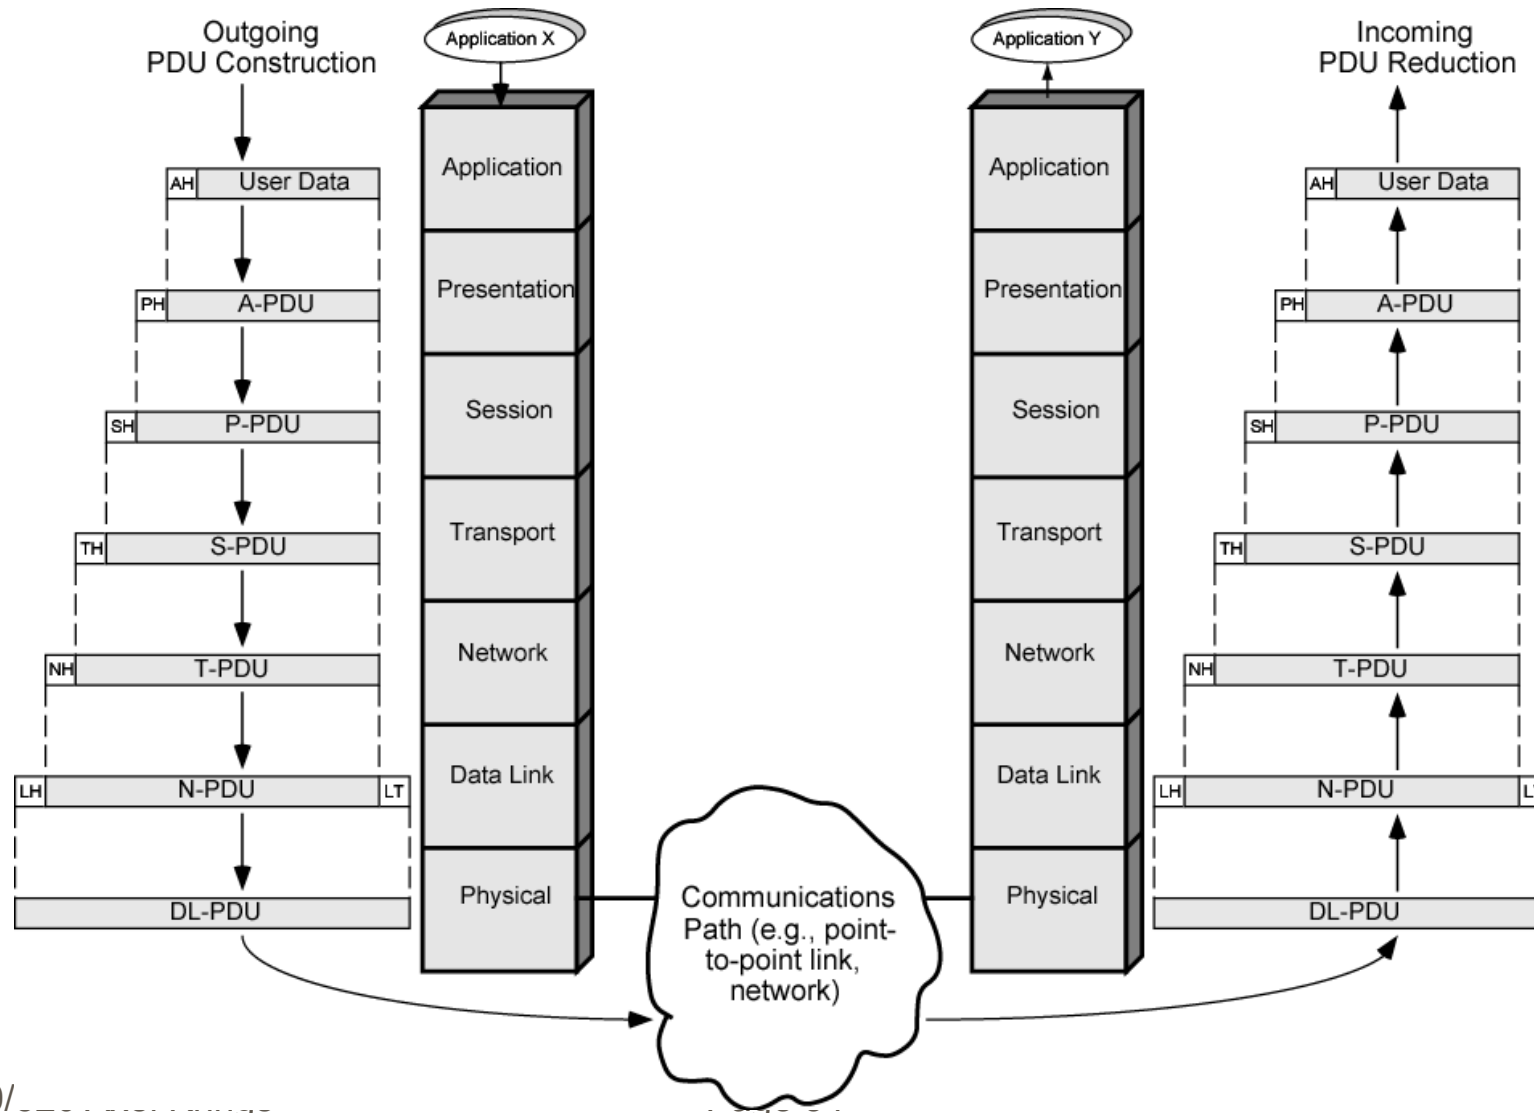 Outgoing
PDU Construction
Application X
Application Y
Incoming
PDU Reduction
AH User Data
Application
Application
AH User Data
PH A-PDU
Presentation
Presentation
PH A-PDU
SH P-PDU
Session
Session
SH P-PDU
TH S-PDU
Transport
Transport
TH S-PDU
NH T-PDU
Network
Network
NH T-PDU
LH N-PDU LT
Data Link
Data Link
LH N-PDU
DL-PDU
Physical
Physical
DL-PDU
Communications
Path (e.g., point-
to-point link,
network)